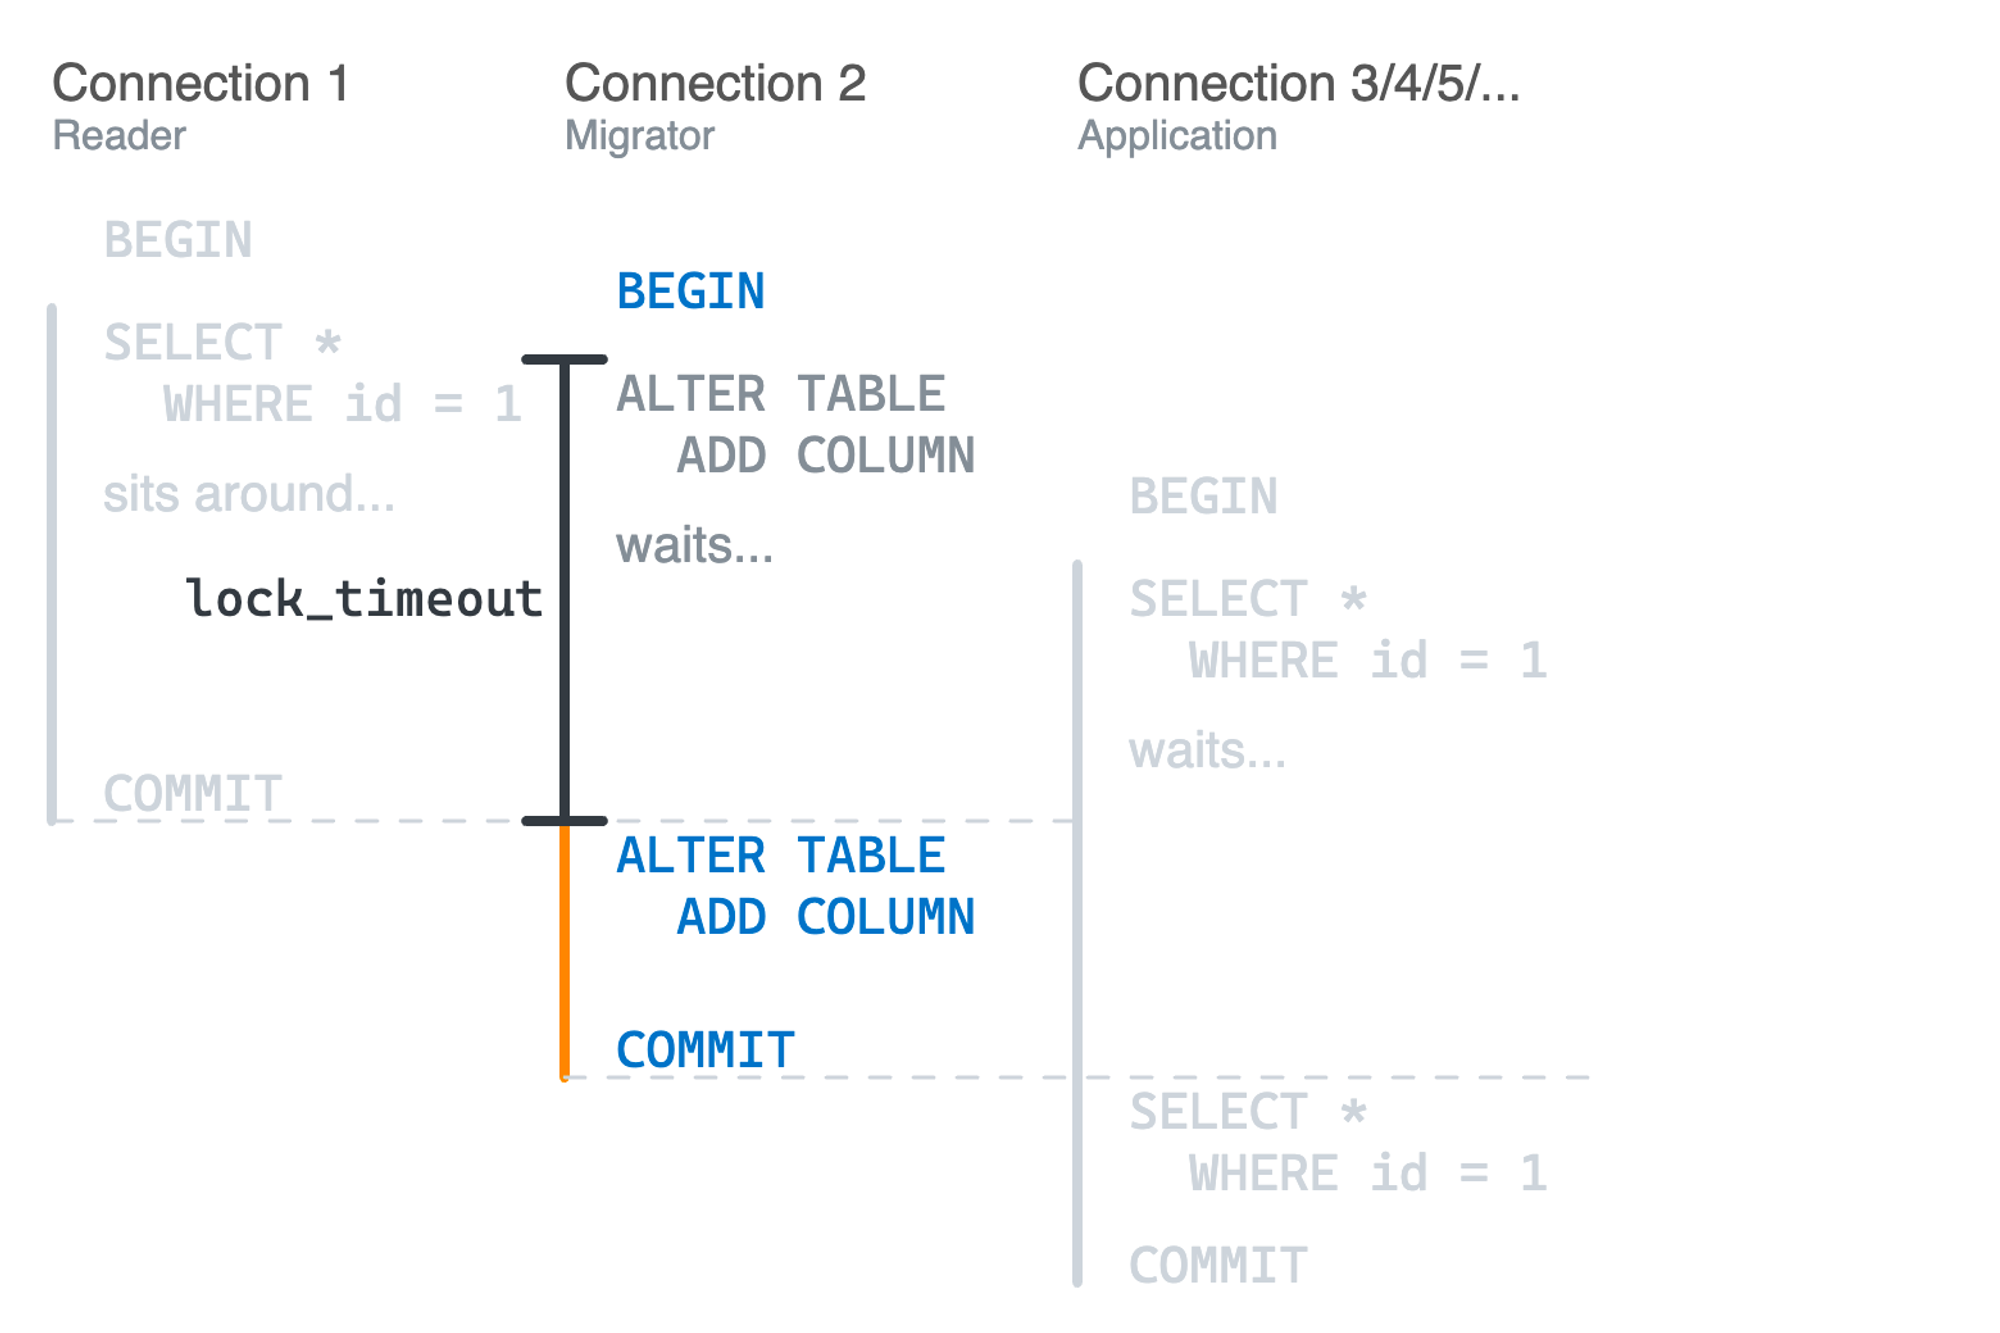 Connection 1
Reader
BEGIN
SELECT *
WHERE id = 1
sits around...
lock_timeout
COMMIT
Connection 2
Migrator
BEGIN
ALTER TABLE
ADD COLUMN
waits...
ALTER TABLE
ADD COLUMN
COMMIT
Connection 3/4/5/...
Application
BEGIN
SELECT *
WHERE id = 1
waits...
SELECT *
WHERE id = 1
COMMIT